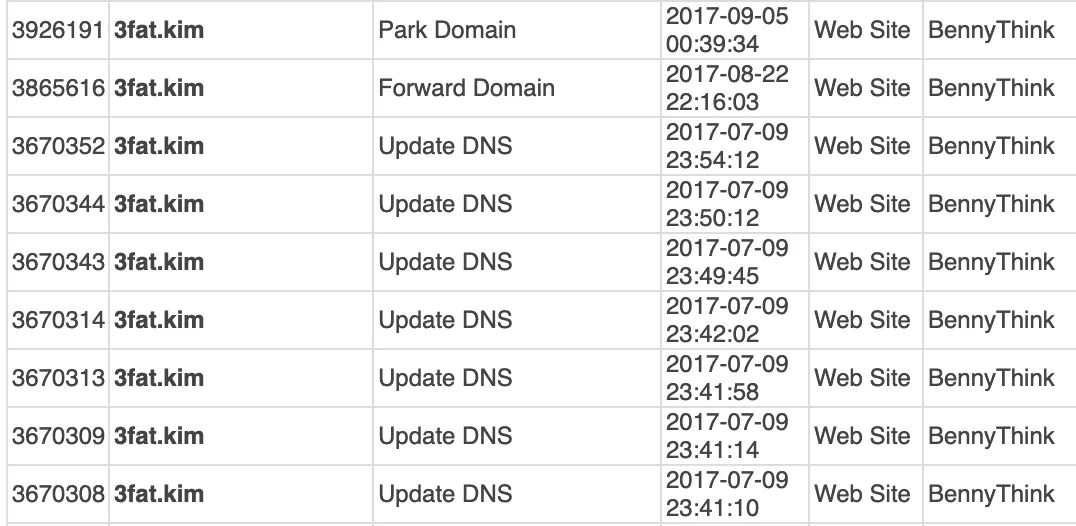 3926191 3fat.kim Park Domain 2017-09-05 00:39:34 Web Site BennyThink
3865616 3fat.kim Forward Domain 2017-08-22 22:16:03 Web Site BennyThink
3670352 3fat.kim Update DNS 2017-07-09 23:54:12 Web Site BennyThink
3670344 3fat.kim Update DNS 2017-07-09 23:50:12 Web Site BennyThink
3670343 3fat.kim Update DNS 2017-07-09 23:49:45 Web Site BennyThink
3670314 3fat.kim Update DNS 2017-07-09 23:42:02 Web Site BennyThink
3670313 3fat.kim Update DNS 2017-07-09 23:41:58 Web Site BennyThink
3670309 3fat.kim Update DNS 2017-07-09 23:41:14 Web Site BennyThink
3670308 3fat.kim Update DNS 2017-07-09 23:41:10 Web Site BennyThink